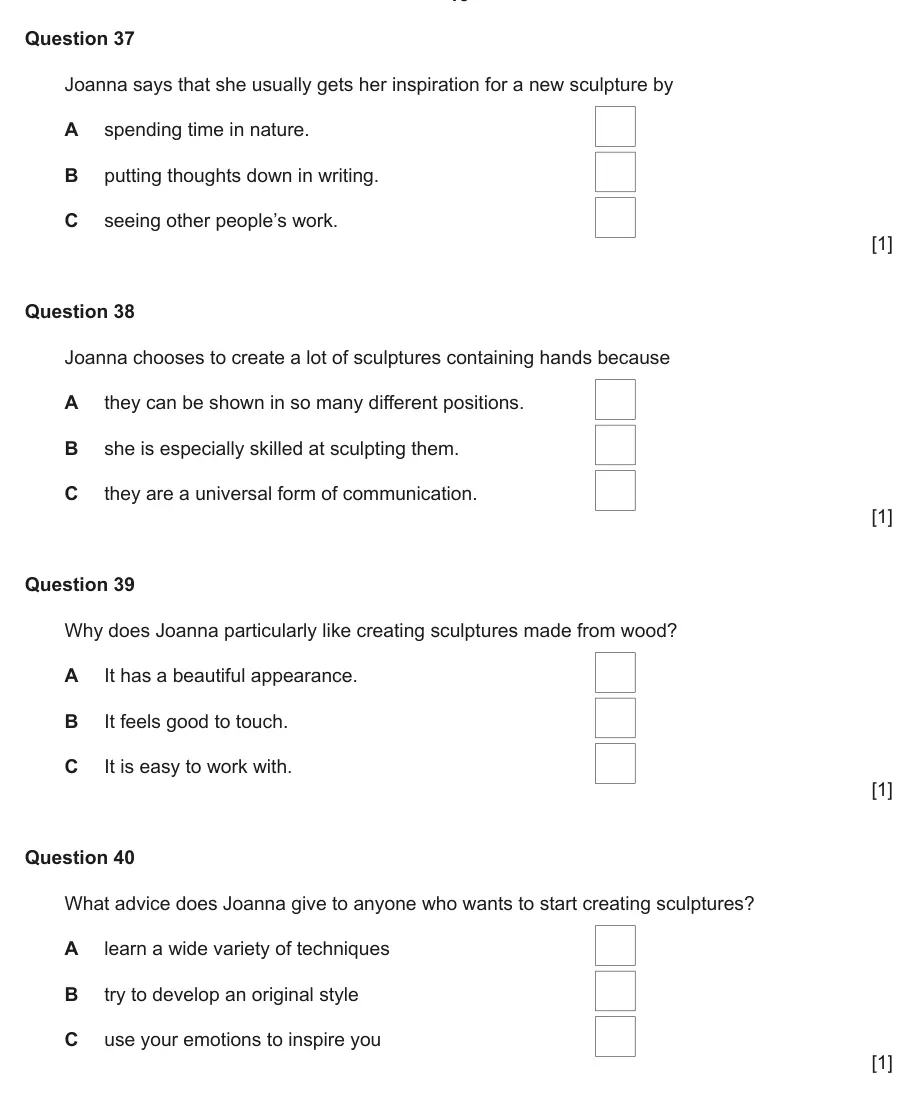 Question 37
Joanna says that she usually gets her inspiration for a new sculpture by
A spending time in nature.
B putting thoughts down in writing.
C seeing other people’s work.
[1]
Question 38
Joanna chooses to create a lot of sculptures containing hands because
A they can be shown in so many different positions.
B she is especially skilled at sculpting them.
C they are a universal form of communication.
[1]
Question 39
Why does Joanna particularly like creating sculptures made from wood?
A It has a beautiful appearance.
B It feels good to touch.
C It is easy to work with.
[1]
Question 40
What advice does Joanna give to anyone who wants to start creating sculptures?
A learn a wide variety of techniques
B try to develop an original style
C use your emotions to inspire you
[1]